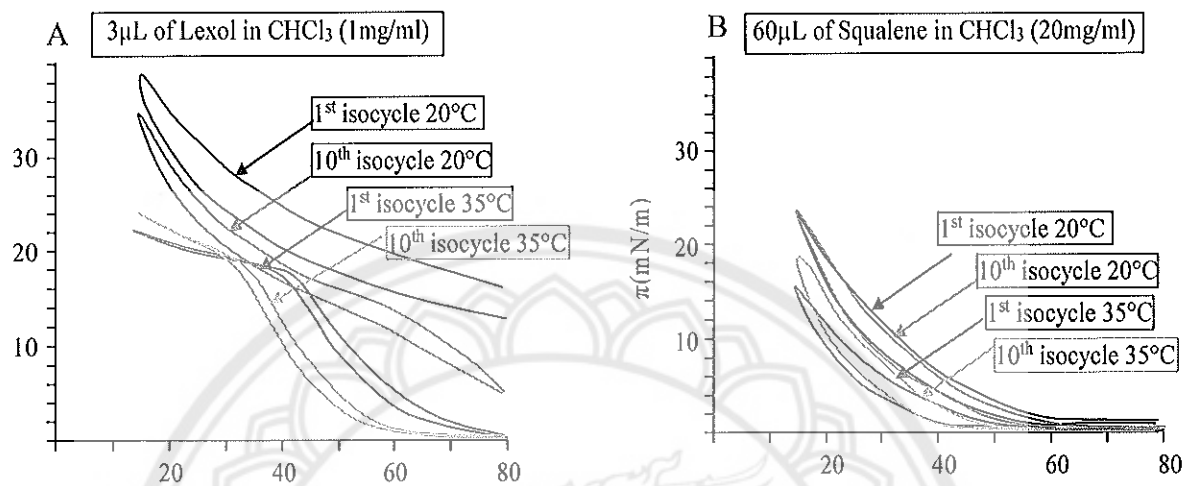 A
3µL of Lexol in CHCl₃ (1mg/ml)
1st isocycle 20°C
10th isocycle 20°C
1st isocycle 35°C
10th isocycle 35°C
30
20
10
20
40
60
80
B
60µL of Squalene in CHCl₃ (20mg/ml)
π(mN/m)
1st isocycle 20°C
10th isocycle 20°C
1st isocycle 35°C
10th isocycle 35°C
30
20
10
20
40
60
80